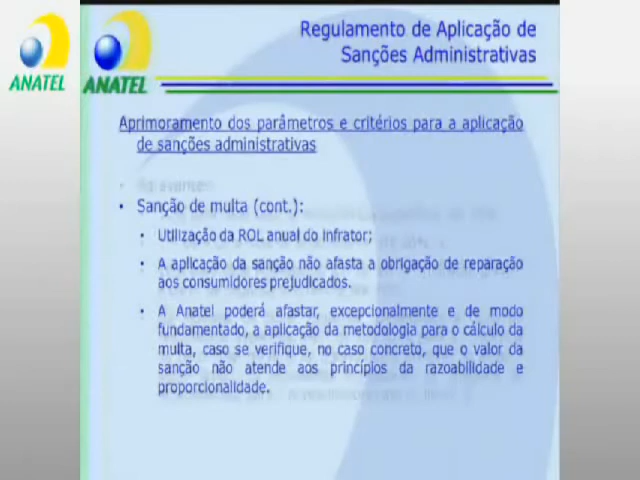 ANATEL
ANATEL
Regulamento de Aplicação de
Sanções Administrativas
Aprimoramento dos parâmetros e critérios para a aplicação
de sanções administrativas
• Sanção de multa (cont.):
• Utilização da ROL anual do Infrator;
• A aplicação da sanção não afasta a obrigação de reparação
aos consumidores prejudicados.
• A Anatel poderá afastar, excepcionalmente e de modo
fundamentado, a aplicação da metodologia para o cálculo da
multa, caso se verifique, no caso concreto, que o valor da
sanção não atende aos princípios da razoabilidade e
proporcionalidade.